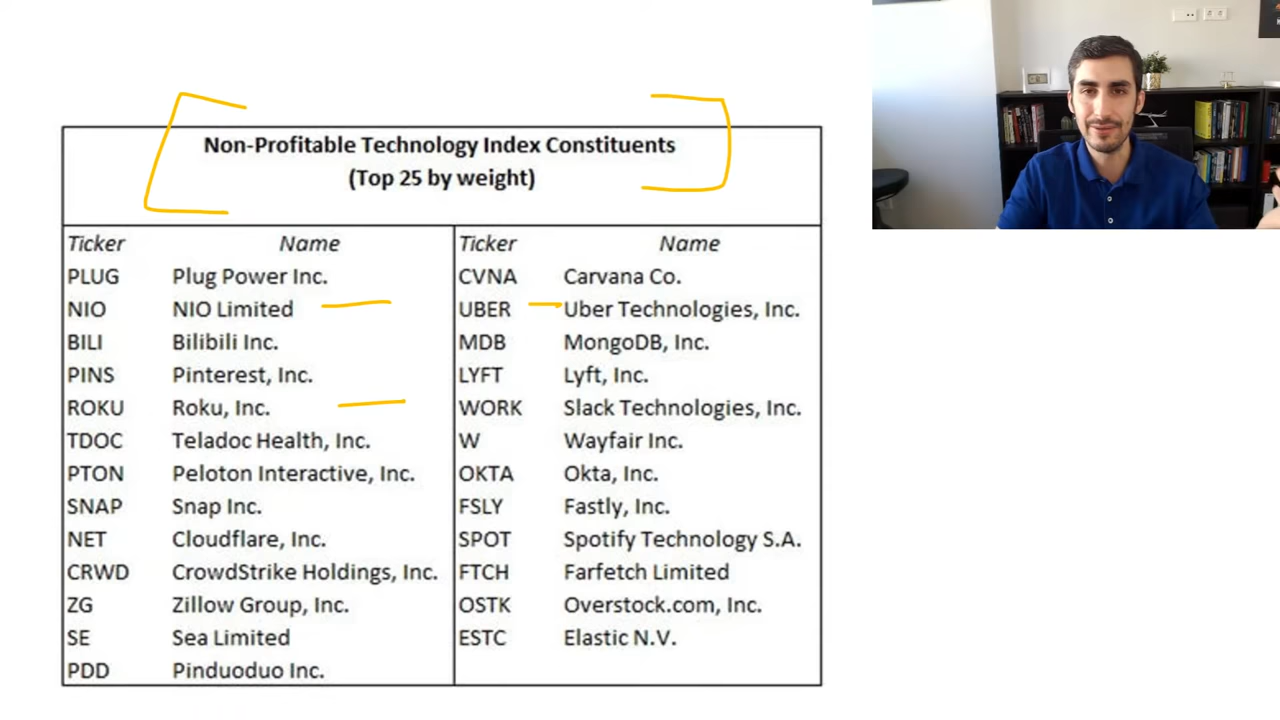 Non-Profitable Technology Index Constituents
(Top 25 by weight)
Ticker Name
PLUG Plug Power Inc.
NIO NIO Limited
BILI Bilibili Inc.
PINS Pinterest, Inc.
ROKU Roku, Inc.
TDOC Teladoc Health, Inc.
PTON Peloton Interactive, Inc.
SNAP Snap Inc.
NET Cloudflare, Inc.
CRWD CrowdStrike Holdings, Inc.
ZG Zillow Group, Inc.
SE Sea Limited
PDD Pinduoduo Inc.
Ticker Name
CVNA Carvana Co.
UBER Uber Technologies, Inc.
MDB MongoDB, Inc.
LYFT Lyft, Inc.
WORK Slack Technologies, Inc.
W Wayfair Inc.
OKTA Okta, Inc.
FSLY Fastly, Inc.
SPOT Spotify Technology S.A.
FTCH Farfetch Limited
OSTK Overstock.com, Inc.
ESTC Elastic N.V.